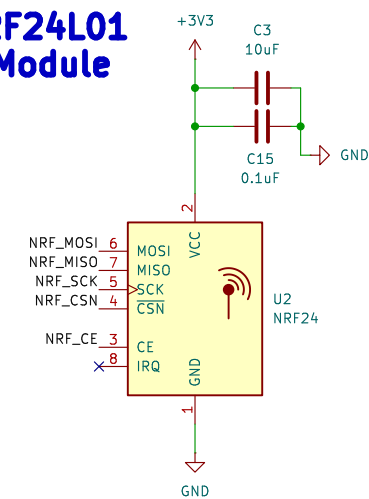 RF24L01
Module
+3V3
C3
10uF
C15
0.1uF
GND
2
VCC
NRF_MOSI 6 MOSI
NRF_MISO 7 MISO
NRF_SCK 5 SCK
NRF_CSN 4 CSN
NRF_CE 3 CE
8 IRQ
U2
NRF24
GND
1
GND